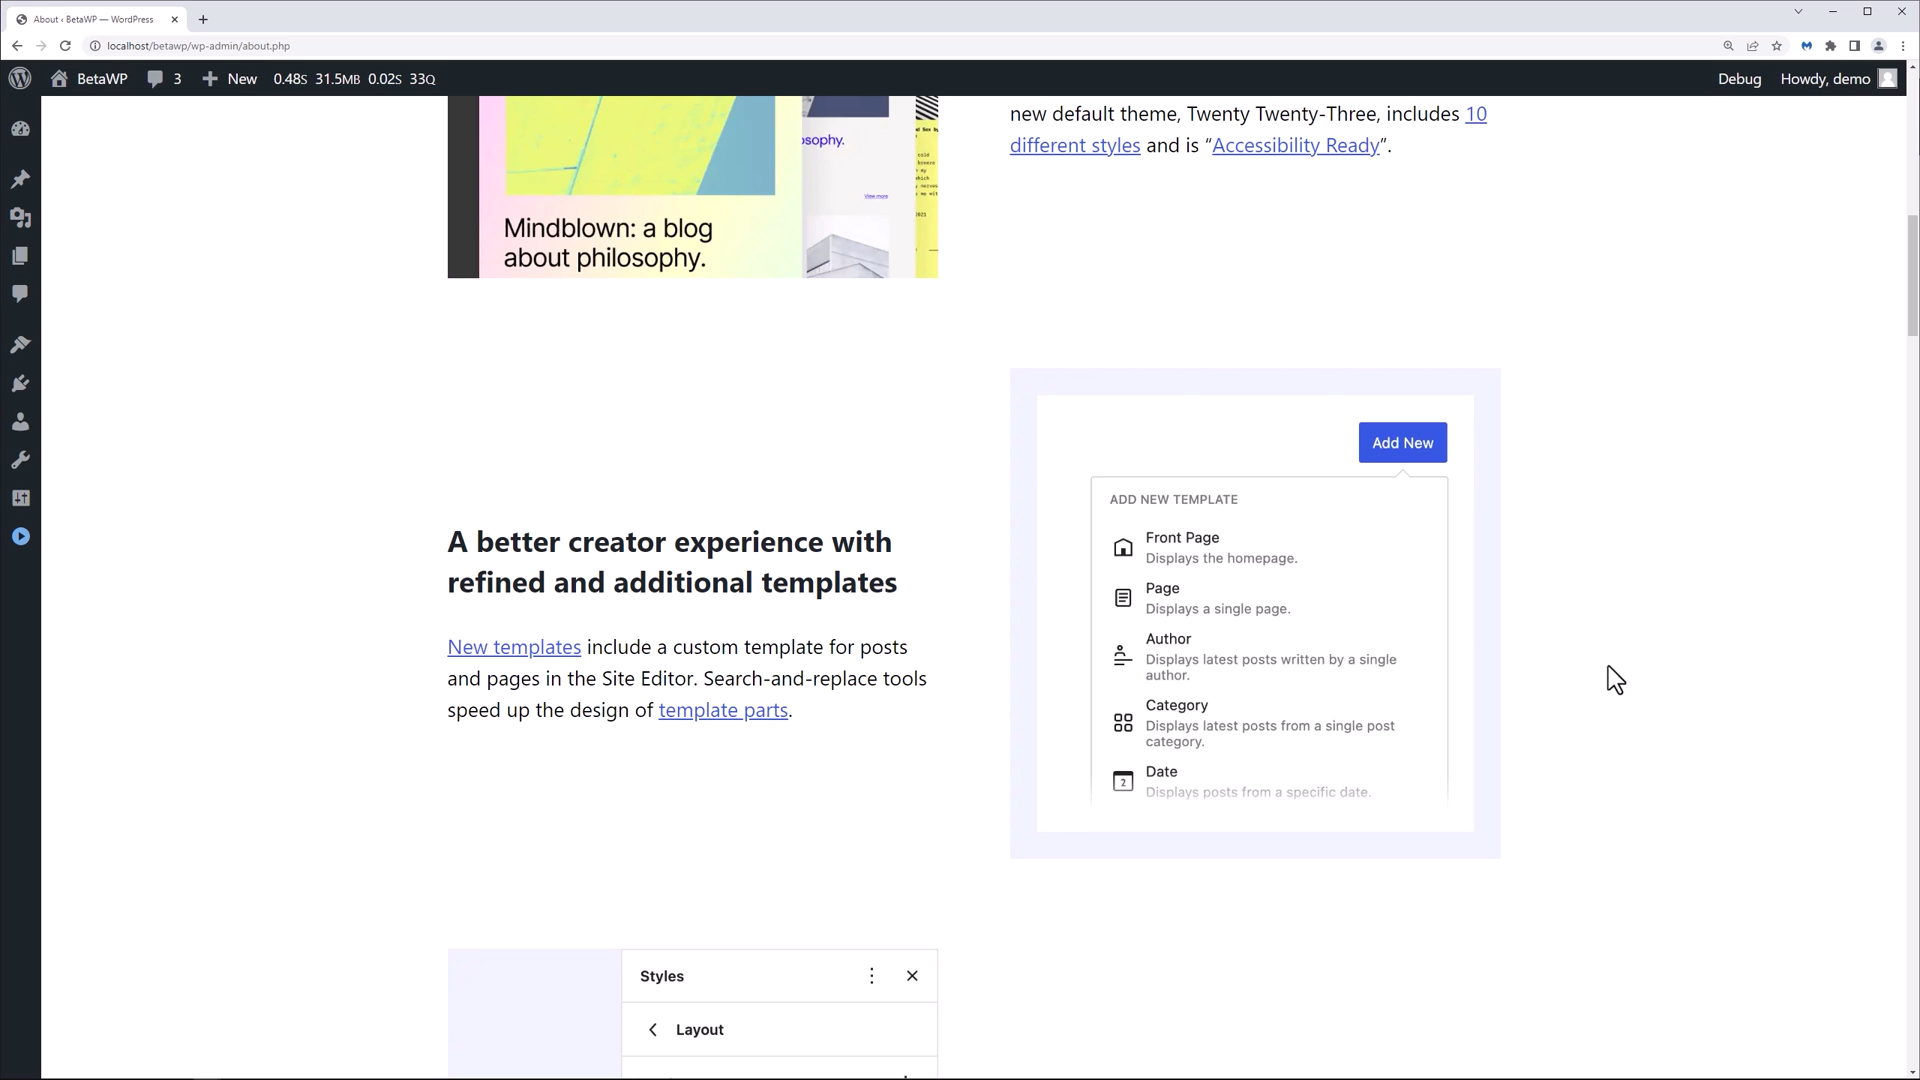 About ‹ BetaWP — WordPress
localhost/betawp/wp-admin/about.php
BetaWP 3 New 0.48S 31.5MB 0.02S 33Q
Debug Howdy, demo
new default theme, Twenty Twenty-Three, includes 10
different styles and is “Accessibility Ready”.
osophy.
View more
Mindblown: a blog
about philosophy.
Add New
ADD NEW TEMPLATE
Front Page
Displays the homepage.
Page
Displays a single page.
Author
Displays latest posts written by a single
author.
Category
Displays latest posts from a single post
category.
2
Date
Displays posts from a specific date.
A better creator experience with
refined and additional templates
New templates include a custom template for posts
and pages in the Site Editor. Search-and-replace tools
speed up the design of template parts.
Styles
Layout